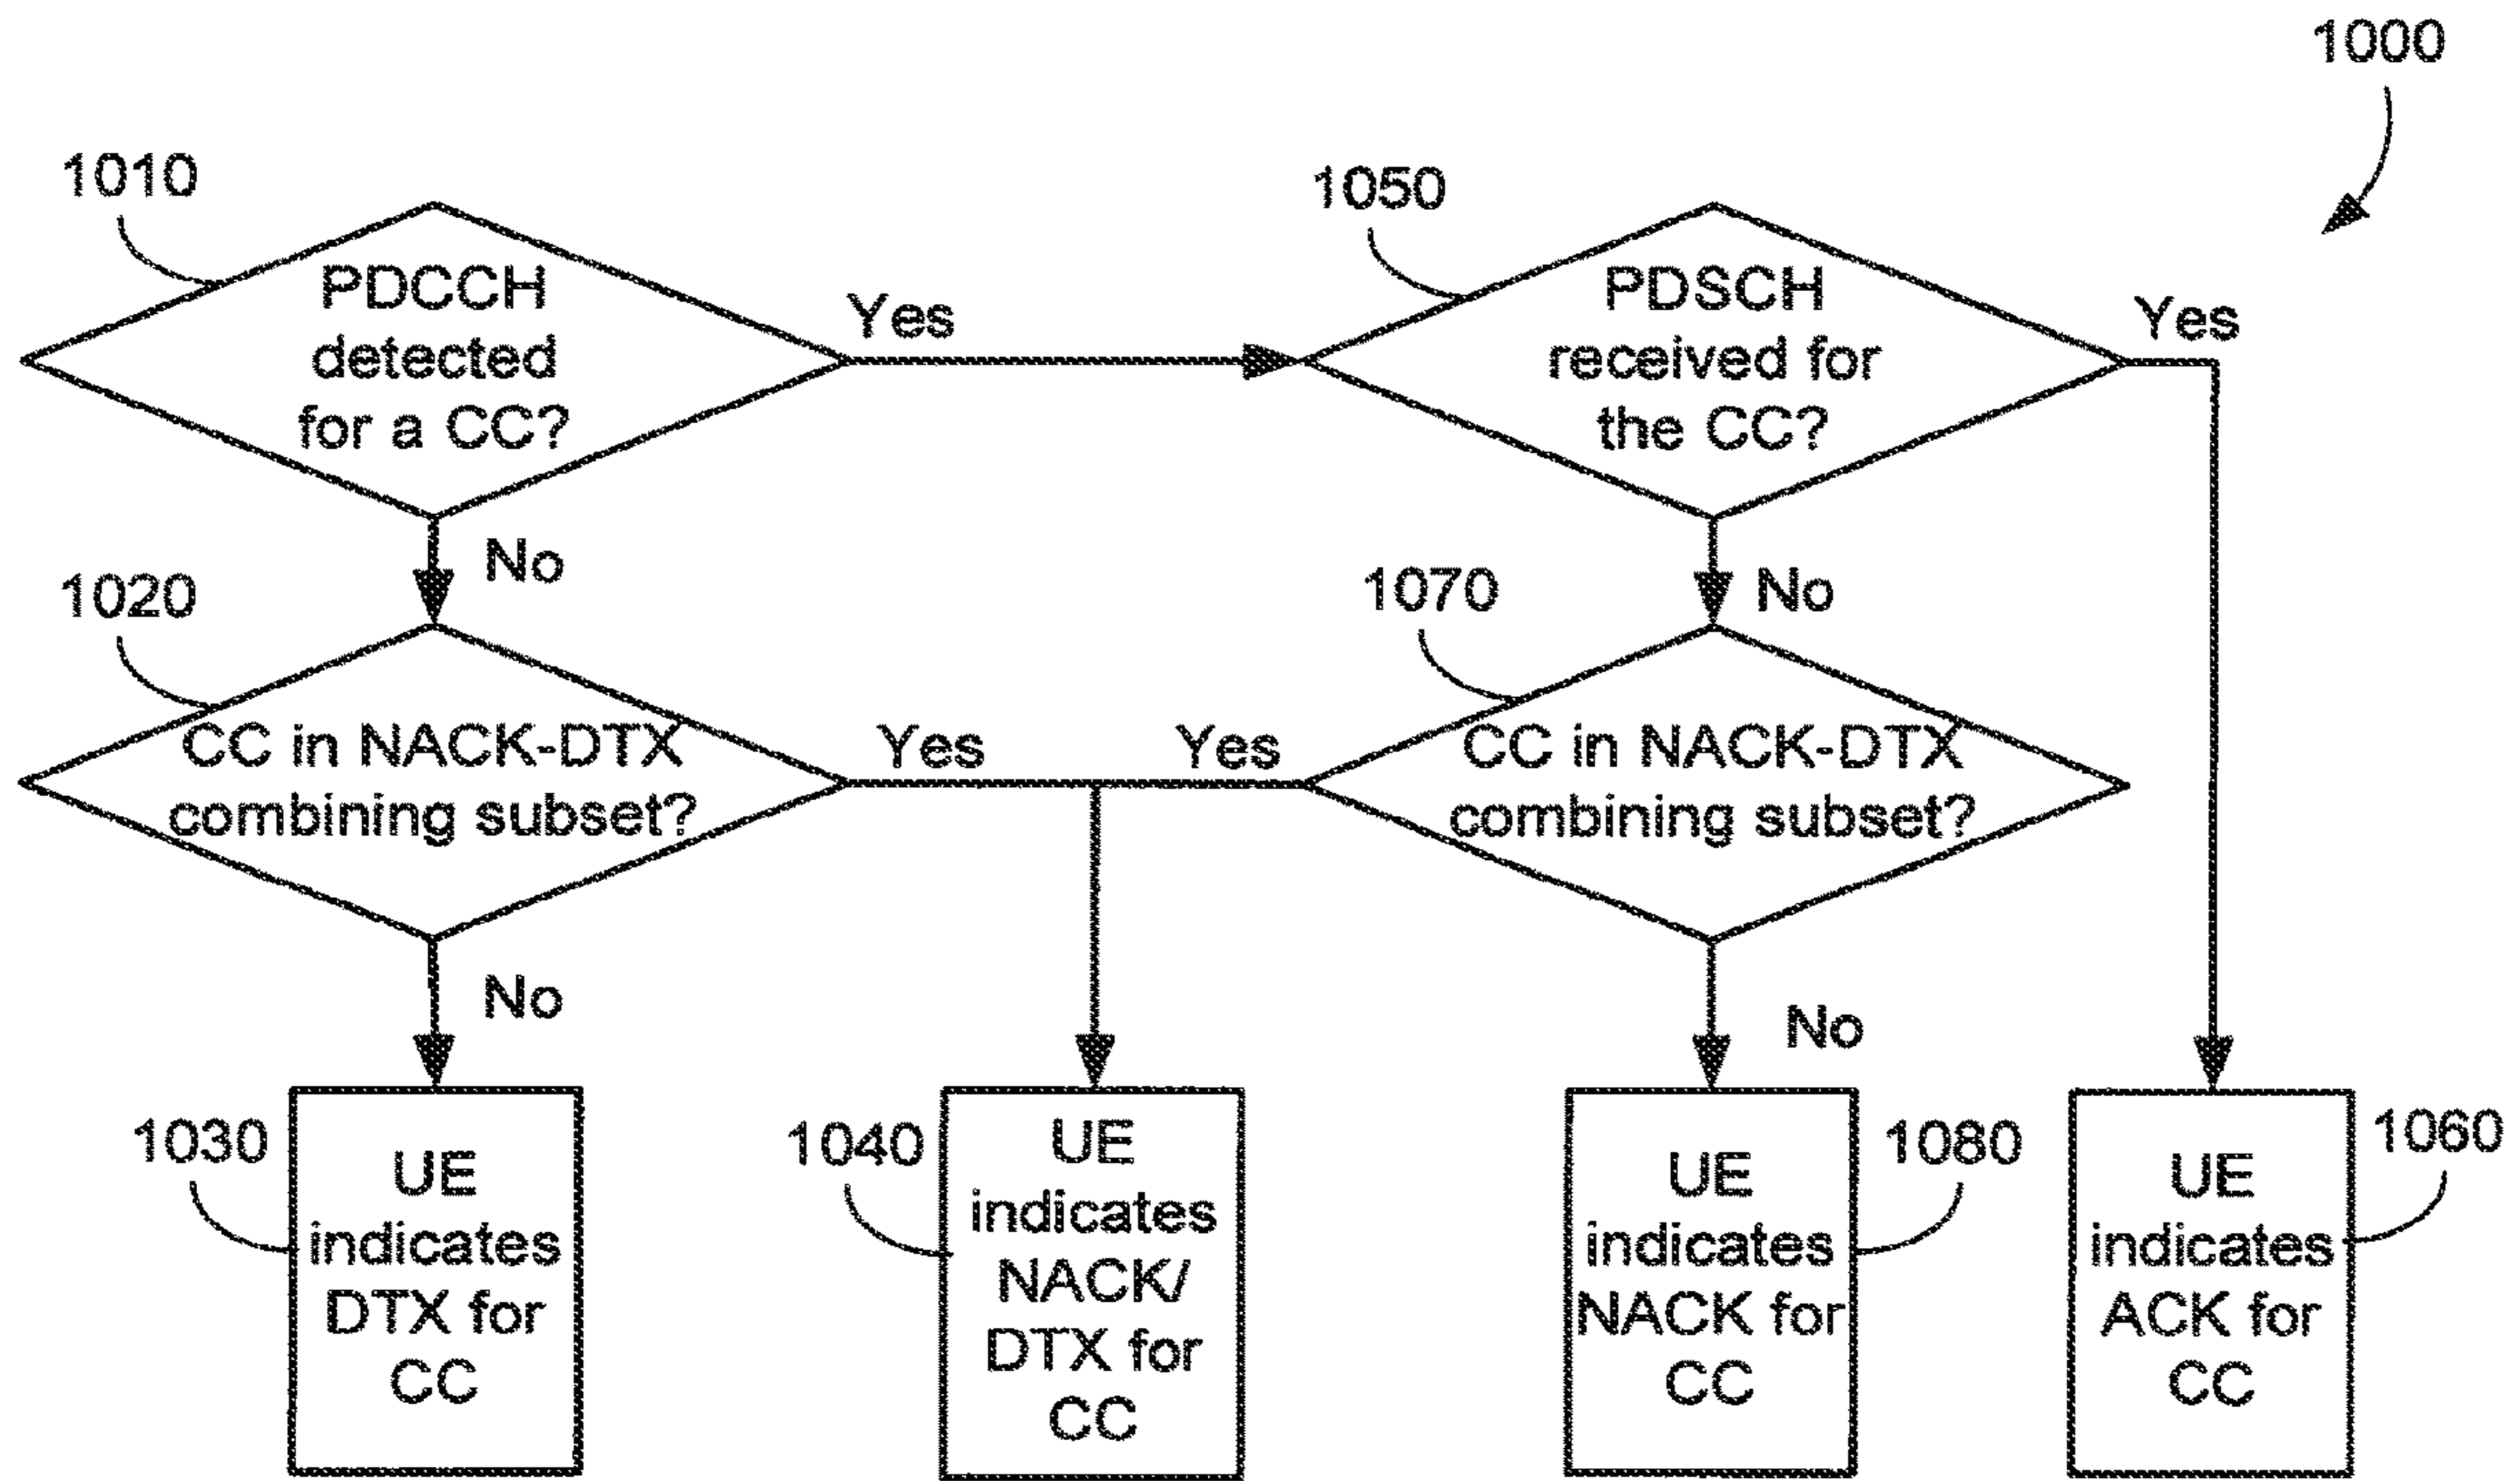 1000
1010
PDCCH
detected
for a CC?
Yes
1050
PDSCH
received for
the CC?
Yes
No
No
1020
CC in NACK-DTX
combining subset?
Yes
Yes
1070
CC in NACK-DTX
combining subset?
No
No
1030
UE
indicates
DTX for
CC
1040
UE
indicates
NACK/
DTX for
CC
UE
indicates
NACK for
CC
1080
UE
indicates
ACK for
CC
1060